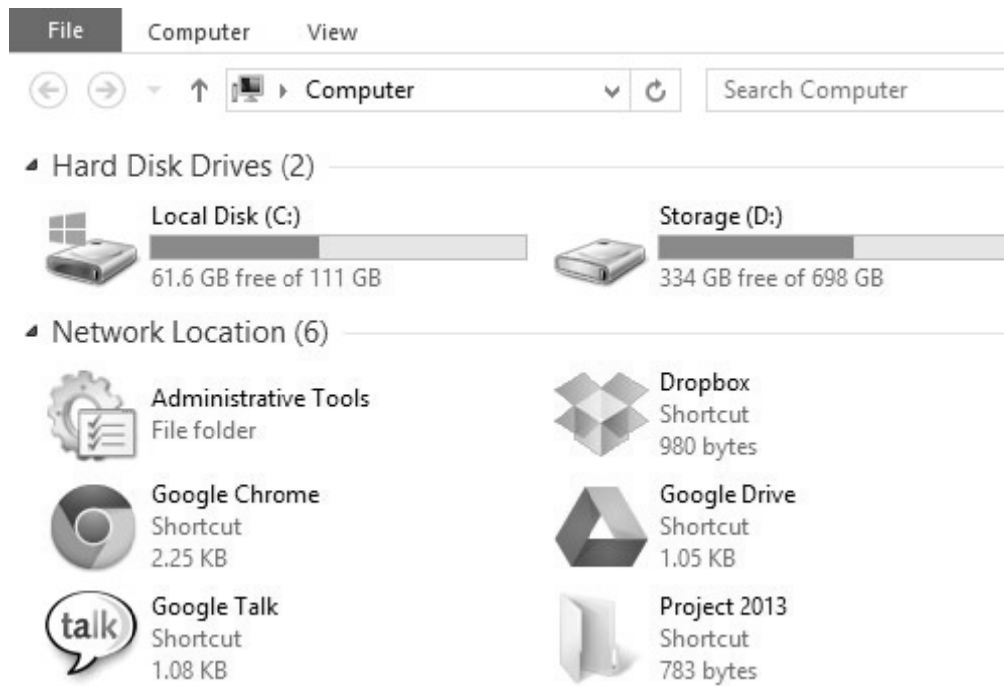 File Computer View
Computer Search Computer
Hard Disk Drives (2)
Local Disk (C:)
61.6 GB free of 111 GB
Storage (D:)
334 GB free of 698 GB
Network Location (6)
Administrative Tools
File folder
Dropbox
Shortcut
980 bytes
Google Chrome
Shortcut
2.25 KB
Google Drive
Shortcut
1.05 KB
talk
Google Talk
Shortcut
1.08 KB
Project 2013
Shortcut
783 bytes